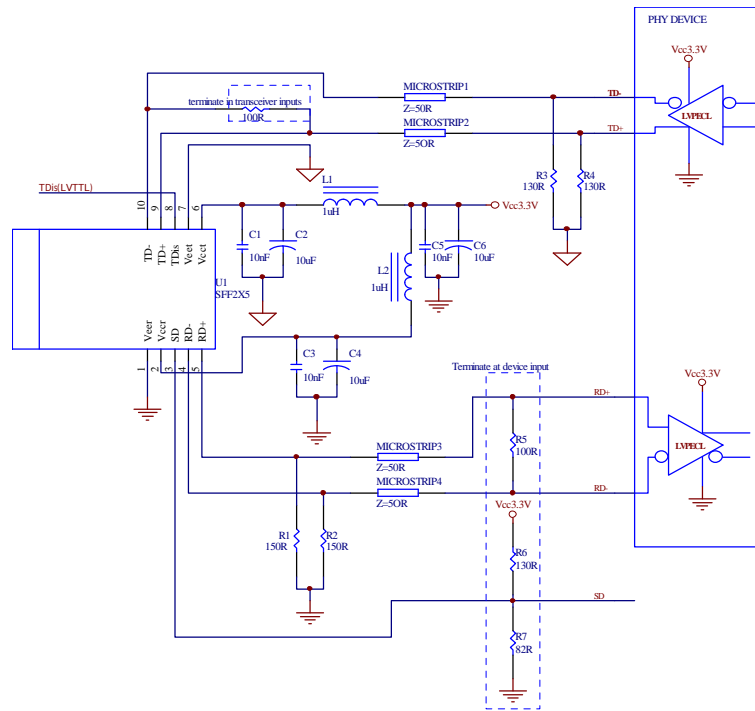 PHY DEVICE
Vcc3.3V
MICROSTRIP1
Z=50R
TD-
LVPECL
terminate in transceiver inputs
100R
MICROSTRIP2
Z=5OR
TD+
R3
130R
R4
130R
TDis(LVTTL)
L1
1uH
Vcc3.3V
10
9
8
7
6
C1
10nF
C2
10uF
C5
10nF
C6
10uF
L2
1uH
TD-
TD+
TDis
Veet
Vcct
U1
SFF2X5
Veer
Vccr
SD
RD-
RD+
1
2
3
4
5
C3
10nF
C4
10uF
Terminate at device input
Vcc3.3V
RD+
R5
100R
LVPECL
MICROSTRIP3
Z=50R
MICROSTRIP4
Z=5OR
RD-
Vcc3.3V
R1
150R
R2
150R
R6
130R
SD
R7
82R